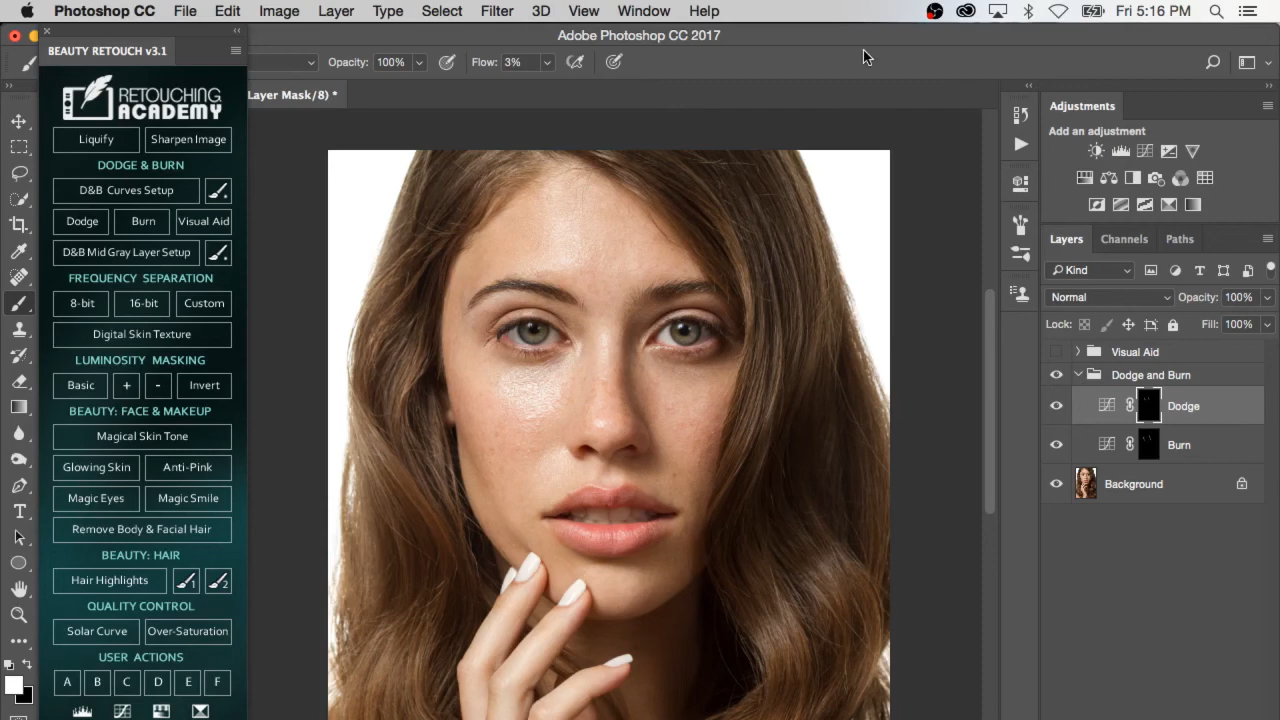 Photoshop CC File Edit Image Layer Type Select Filter 3D View Window Help Fri 5:16 PM
Adobe Photoshop CC 2017
Opacity: 100% Flow: 3%
Layer Mask/8) *
BEAUTY RETOUCH v3.1
RETOUCHING
ACADEMY
Liquify Sharpen Image
DODGE & BURN
D&B Curves Setup
Dodge Burn Visual Aid
D&B Mid Gray Layer Setup
FREQUENCY SEPARATION
8-bit 16-bit Custom
Digital Skin Texture
LUMINOSITY MASKING
Basic + - Invert
BEAUTY: FACE & MAKEUP
Magical Skin Tone
Glowing Skin Anti-Pink
Magic Eyes Magic Smile
Remove Body & Facial Hair
BEAUTY: HAIR
Hair Highlights 1 2
QUALITY CONTROL
Solar Curve Over-Saturation
USER ACTIONS
A B C D E F
Adjustments
Add an adjustment
Layers Channels Paths
Kind
Normal Opacity: 100%
Lock: Fill: 100%
Visual Aid
Dodge and Burn
Dodge
Burn
Background